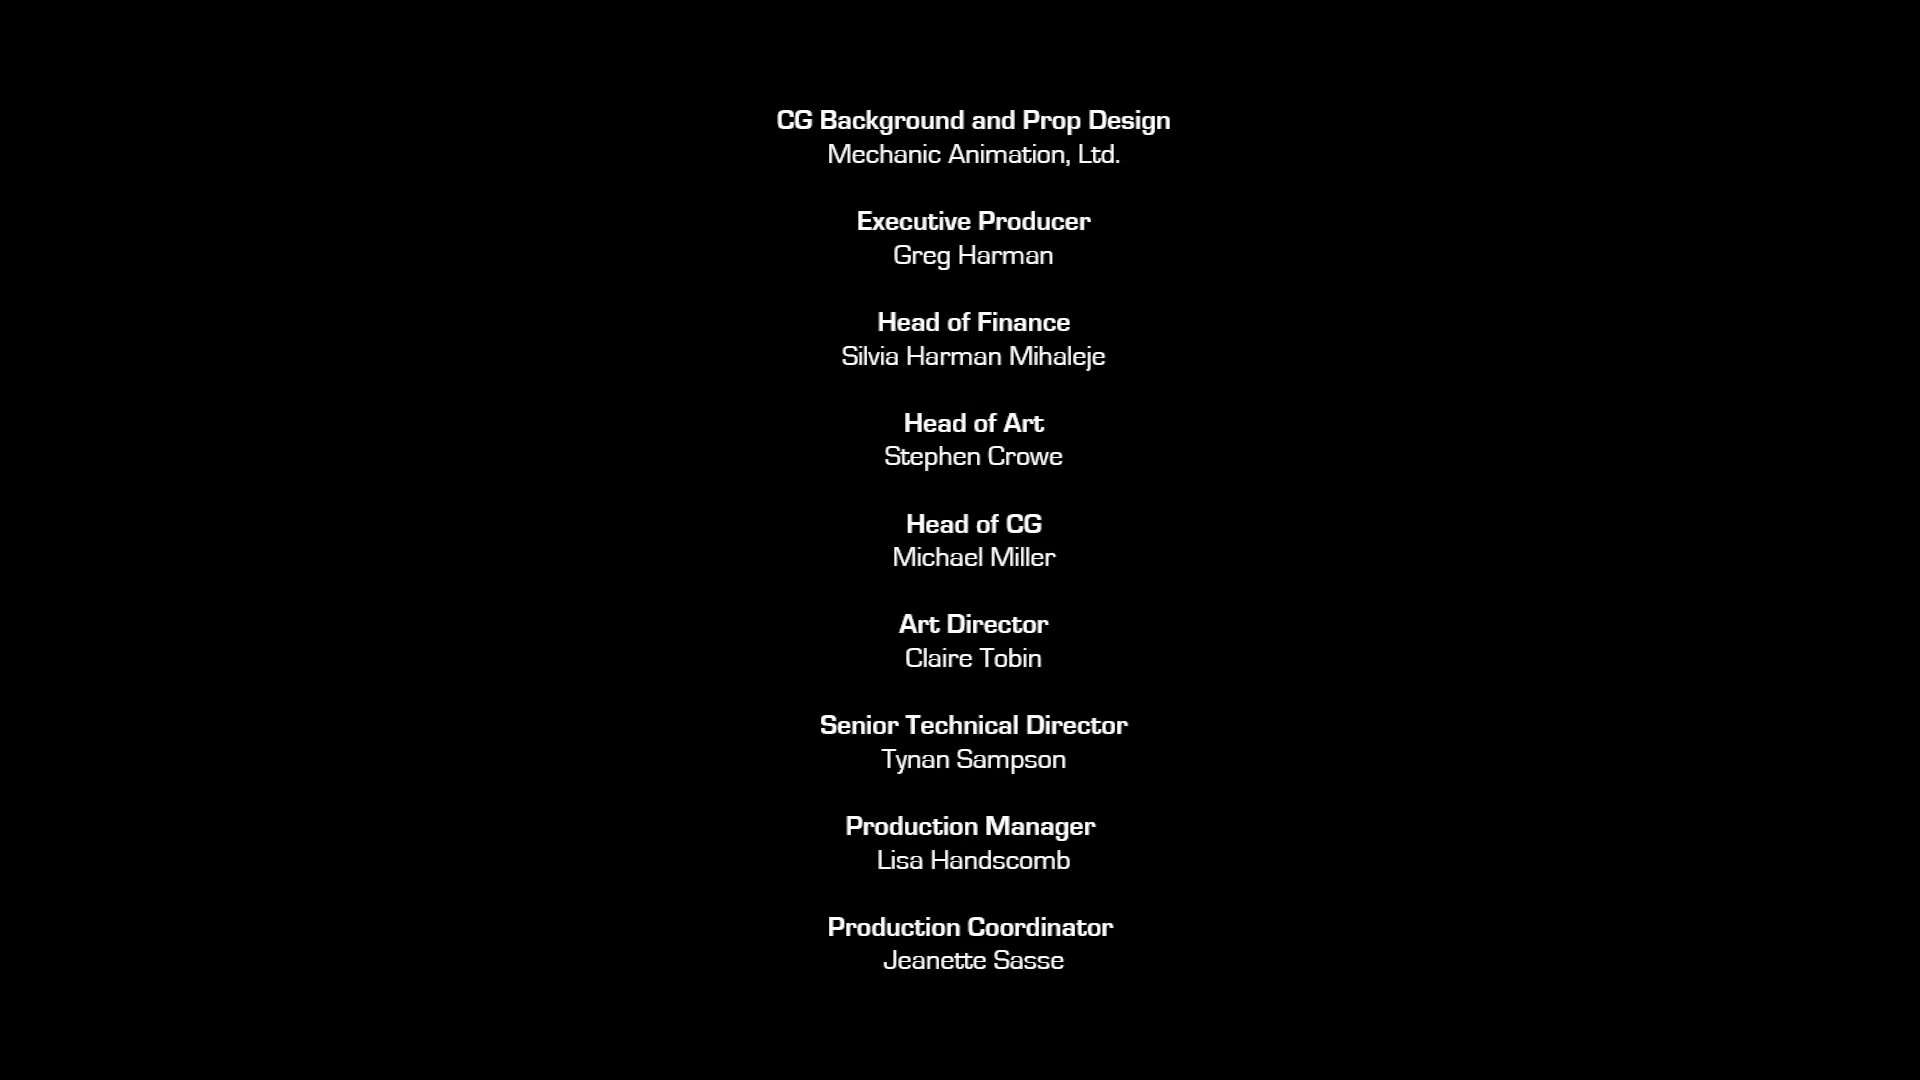 CG Background and Prop Design
Mechanic Animation, Ltd.
Executive Producer
Greg Harman
Head of Finance
Silvia Harman Mihaleje
Head of Art
Stephen Crowe
Head of CG
Michael Miller
Art Director
Claire Tobin
Senior Technical Director
Tynan Sampson
Production Manager
Lisa Handscomb
Production Coordinator
Jeanette Sasse